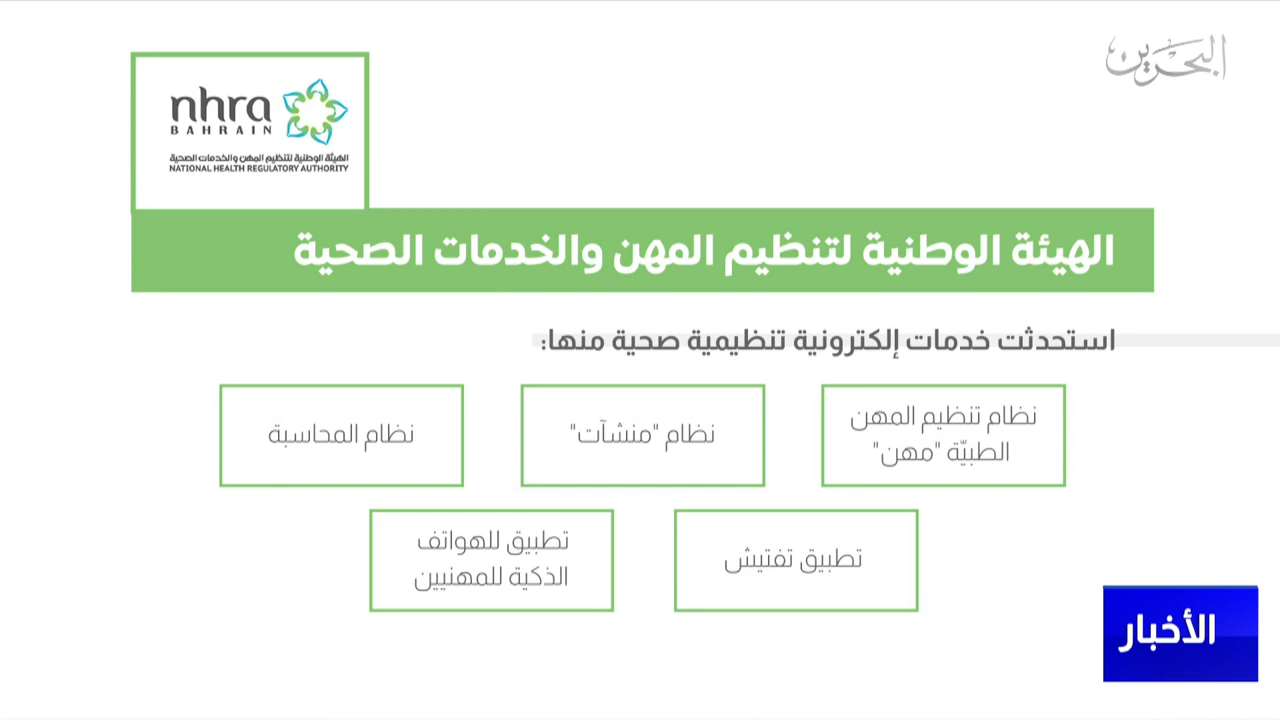 البحرين
nhra
BAHRAIN
الهيئة الوطنية لتنظيم المهن والخدمات الصحية
NATIONAL HEALTH REGULATORY AUTHORITY
الهيئة الوطنية لتنظيم المهن والخدمات الصحية
استحدثت خدمات إلكترونية تنظيمية صحية منها:
نظام تنظيم المهن
الطبيّة "مهن"
نظام "منشآت"
نظام المحاسبة
تطبيق تفتيش
تطبيق للهواتف
الذكية للمهنيين
الأخبار